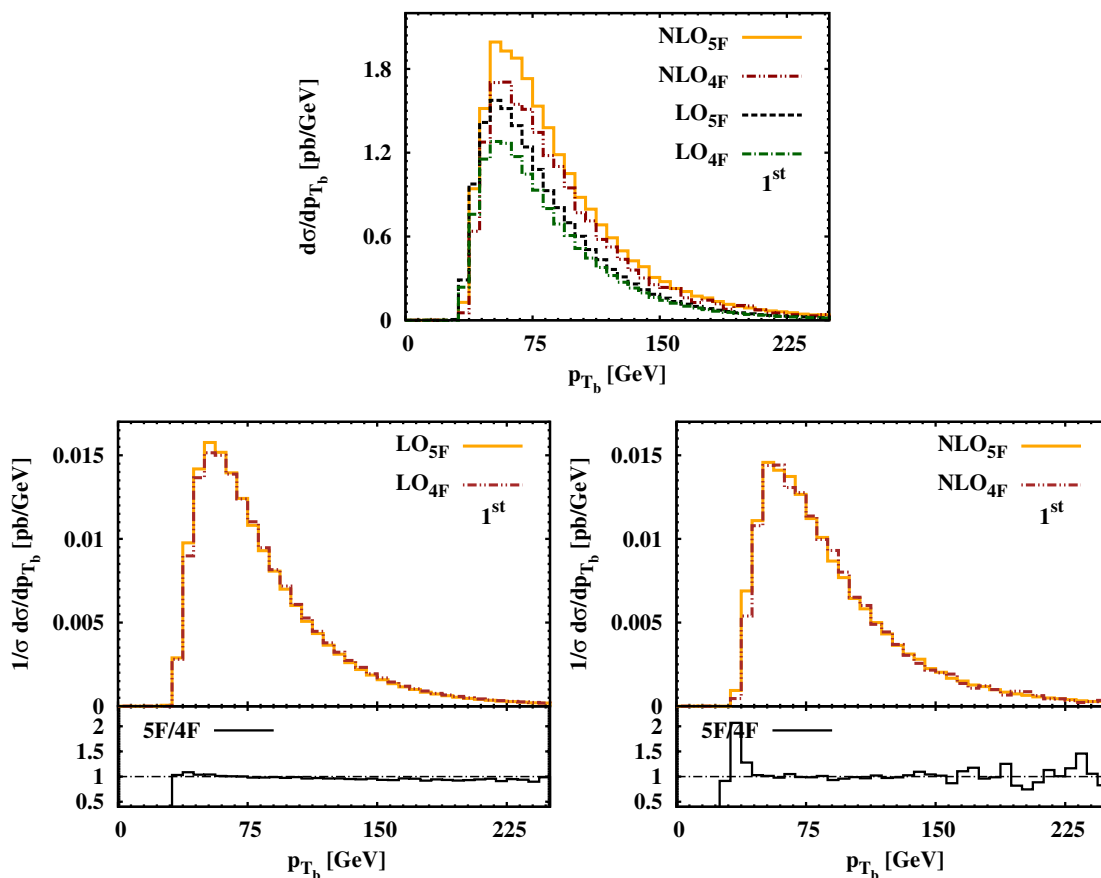 NLO5F
NLO4F
LO5F
LO4F
1st
dσ/dpTb [pb/GeV]
1.8
1.2
0.6
0
0 75 150 225
pTb [GeV]
LO5F
LO4F
1st
1/σ dσ/dpTb [pb/GeV]
0.015
0.01
0.005
0
5F/4F
2
1.5
1
0.5
0 75 150 225
pTb [GeV]
NLO5F
NLO4F
1st
1/σ dσ/dpTb [pb/GeV]
0.015
0.01
0.005
0
5F/4F
2
1.5
1
0.5
0 75 150 225
pTb [GeV]